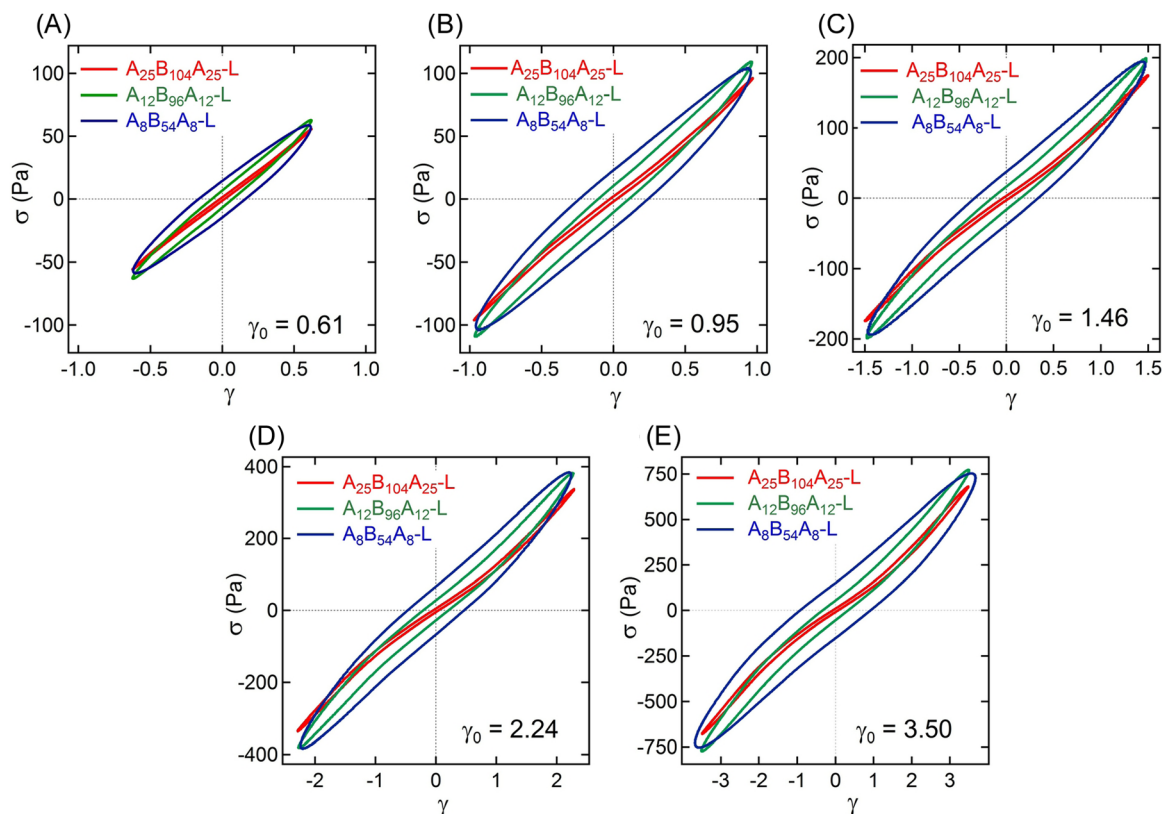 (A)
A₂₅B₁₀₄A₂₅-L
A₁₂B₉₆A₁₂-L
A₈B₅₄A₈-L
100
50
0
-50
-100
σ (Pa)
γ₀ = 0.61
-1.0 -0.5 0.0 0.5 1.0
γ
(B)
A₂₅B₁₀₄A₂₅-L
A₁₂B₉₆A₁₂-L
A₈B₅₄A₈-L
100
50
0
-50
-100
σ (Pa)
γ₀ = 0.95
-1.0 -0.5 0.0 0.5 1.0
γ
(C)
A₂₅B₁₀₄A₂₅-L
A₁₂B₉₆A₁₂-L
A₈B₅₄A₈-L
200
100
0
-100
-200
σ (Pa)
γ₀ = 1.46
-1.5 -1.0 -0.5 0.0 0.5 1.0 1.5
γ
(D)
A₂₅B₁₀₄A₂₅-L
A₁₂B₉₆A₁₂-L
A₈B₅₄A₈-L
400
200
0
-200
-400
σ (Pa)
γ₀ = 2.24
-2 -1 0 1 2
γ
(E)
A₂₅B₁₀₄A₂₅-L
A₁₂B₉₆A₁₂-L
A₈B₅₄A₈-L
750
500
250
0
-250
-500
-750
σ (Pa)
γ₀ = 3.50
-3 -2 -1 0 1 2 3
γ